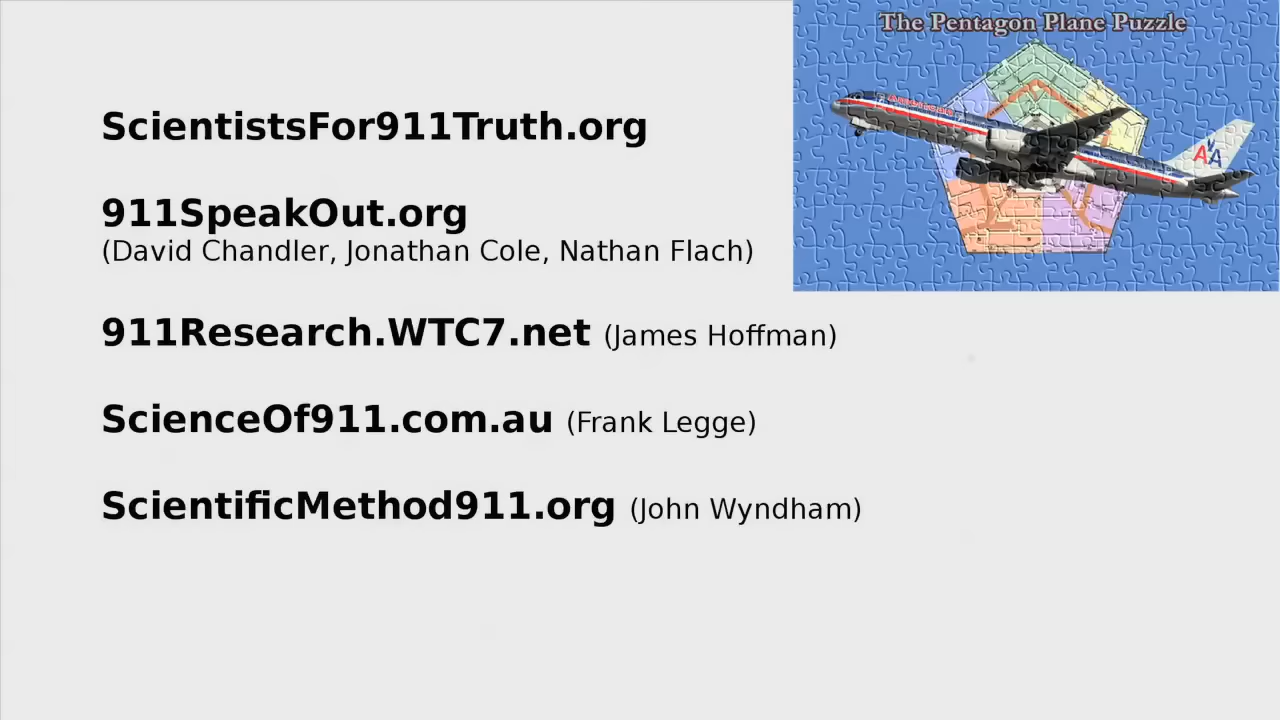 The Pentagon Plane Puzzle
ScientistsFor911Truth.org
911SpeakOut.org
(David Chandler, Jonathan Cole, Nathan Flach)
911Research.WTC7.net (James Hoffman)
ScienceOf911.com.au (Frank Legge)
ScientificMethod911.org (John Wyndham)
American
AA